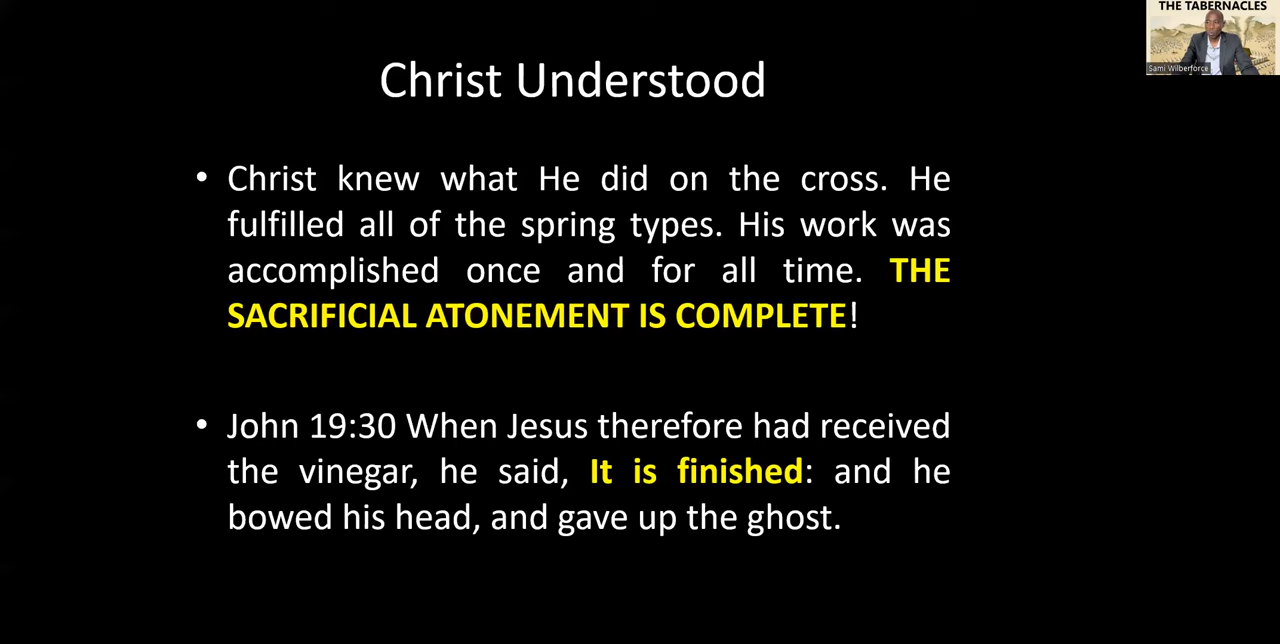 THE TABERNACLES
Sami Wilberforce
Christ Understood
• Christ knew what He did on the cross. He
fulfilled all of the spring types. His work was
accomplished once and for all time. THE
SACRIFICIAL ATONEMENT IS COMPLETE!
• John 19:30 When Jesus therefore had received
the vinegar, he said, It is finished: and he
bowed his head, and gave up the ghost.